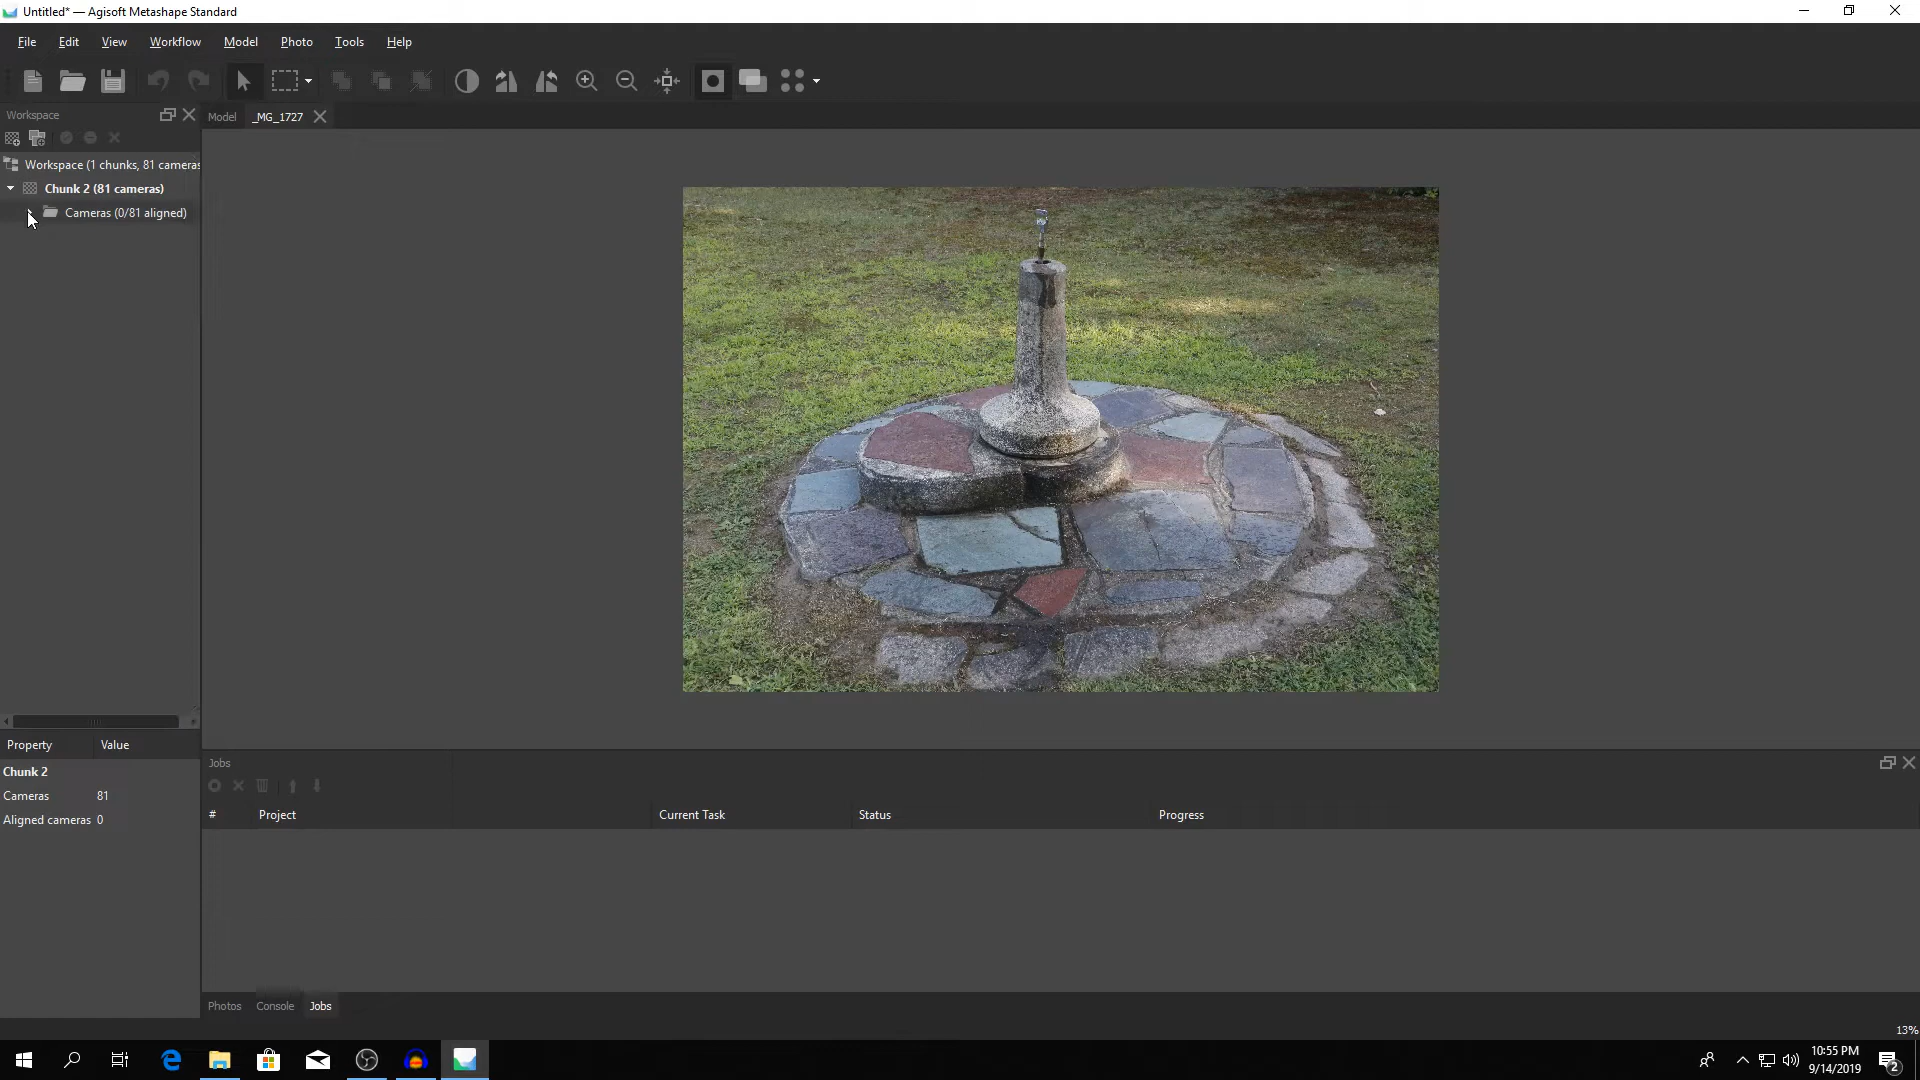 Untitled* — Agisoft Metashape Standard
File Edit View Workflow Model Photo Tools Help
Workspace
Model _MG_1727
Workspace (1 chunks, 81 cameras
Chunk 2 (81 cameras)
Cameras (0/81 aligned)
Property Value
Chunk 2
Cameras 81
Aligned cameras 0
Jobs
# Project Current Task Status Progress
Photos Console Jobs
13%
10:55 PM
9/14/2019
2